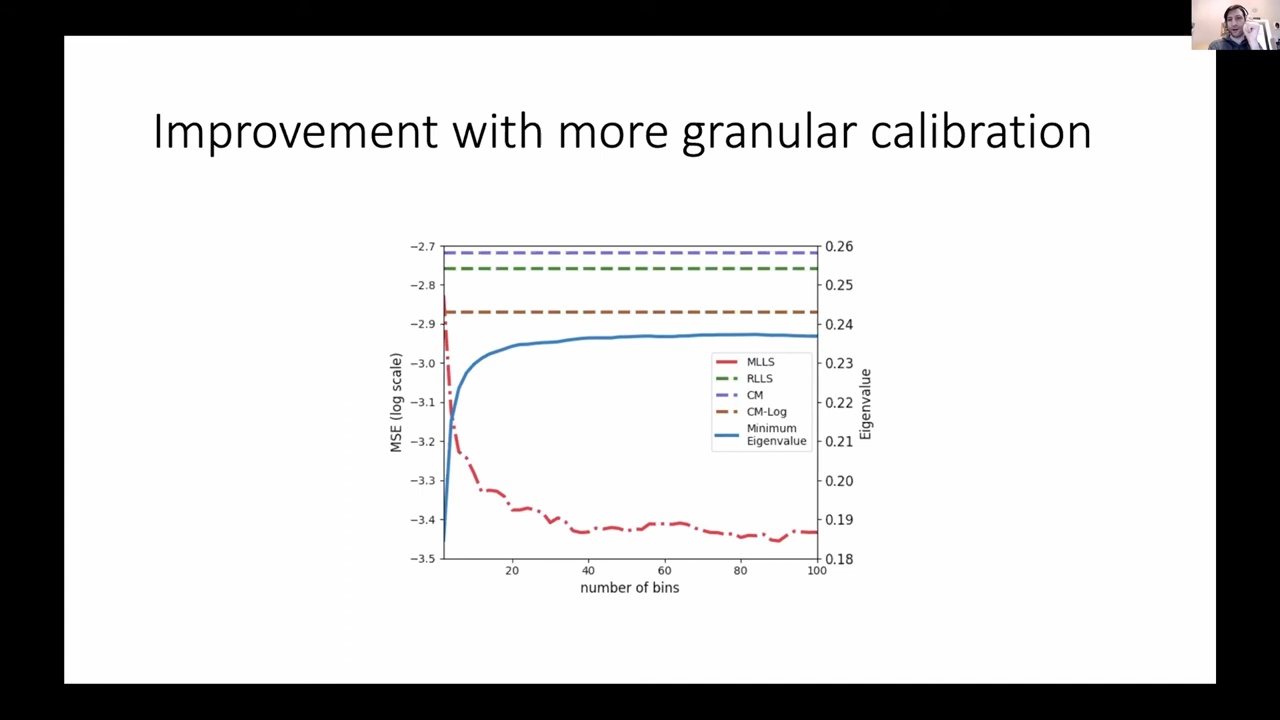 Improvement with more granular calibration
−2.7
−2.8
−2.9
−3.0
−3.1
−3.2
−3.3
−3.4
−3.5
MSE (log scale)
0.26
0.25
0.24
0.23
0.22
0.21
0.20
0.19
0.18
Eigenvalue
MLLS
RLLS
CM
CM-Log
Minimum
Eigenvalue
20 40 60 80 100
number of bins